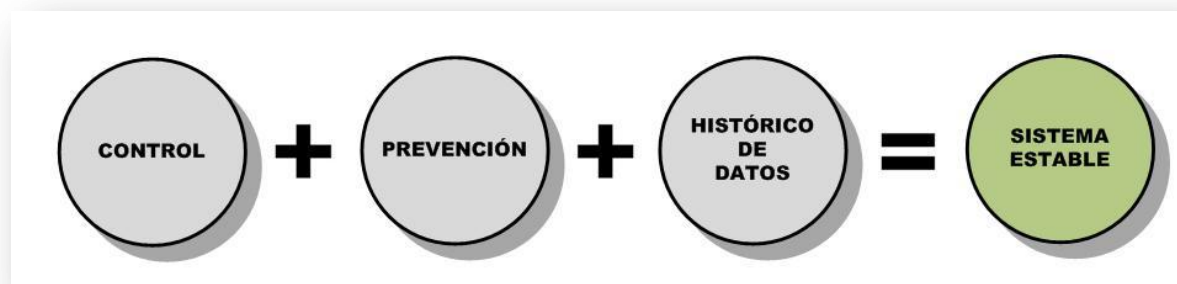 CONTROL
+
PREVENCIÓN
+
HISTÓRICO
DE
DATOS
=
SISTEMA
ESTABLE